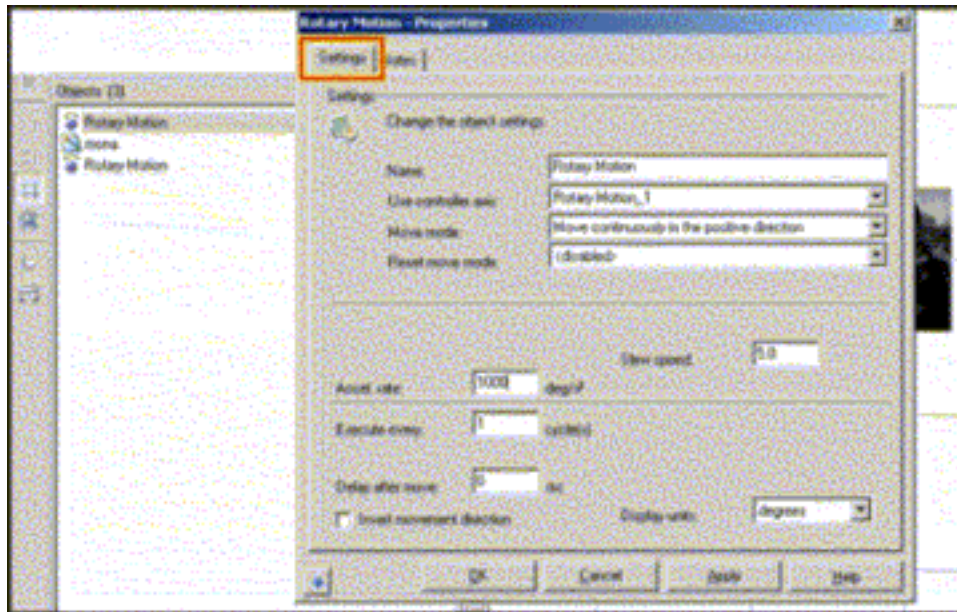 Rotary Motion - Properties
Settings Notes
Objects (3)
Rotary Motion
mona
Rotary Motion
Settings
Change the object settings
Name: Rotary Motion
Use controller axis: Rotary Motion_1
Move mode: Move continuously in the positive direction
Reset move mode: <disabled>
Slew speed: 5.0
Accel. rate: 1000 deg/s²
Execute every: 1 cycle(s)
Delay after move: 0
Invert movement direction
Display units: degrees
OK Cancel Apply Help